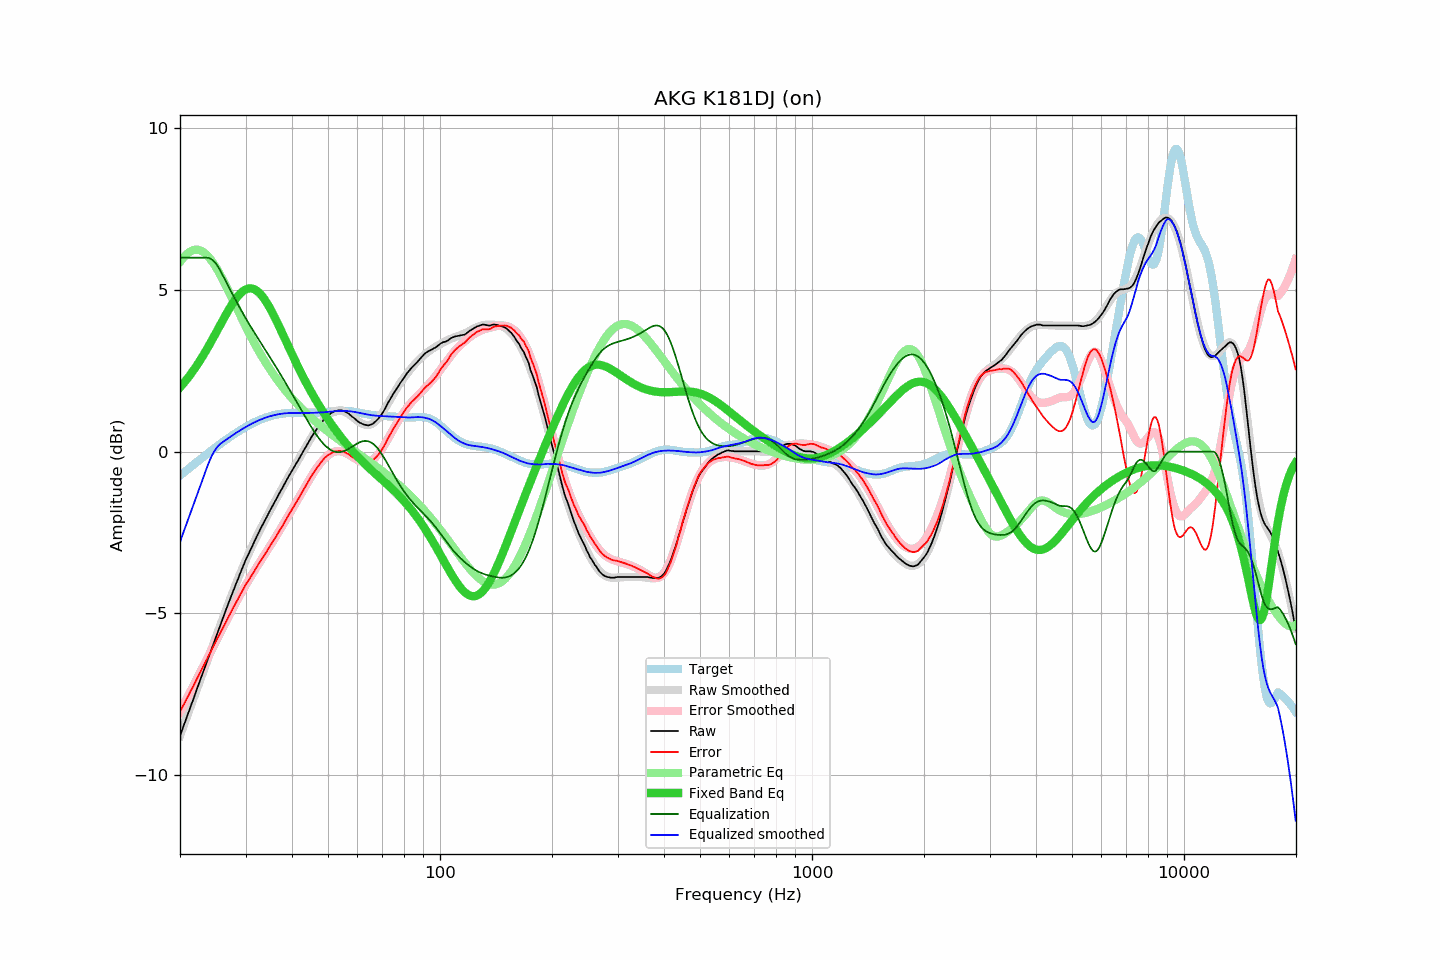 AKG K181DJ (on)
Amplitude (dBr)
10
5
0
−5
−10
Target
Raw Smoothed
Error Smoothed
Raw
Error
Parametric Eq
Fixed Band Eq
Equalization
Equalized smoothed
100
1000
10000
Frequency (Hz)